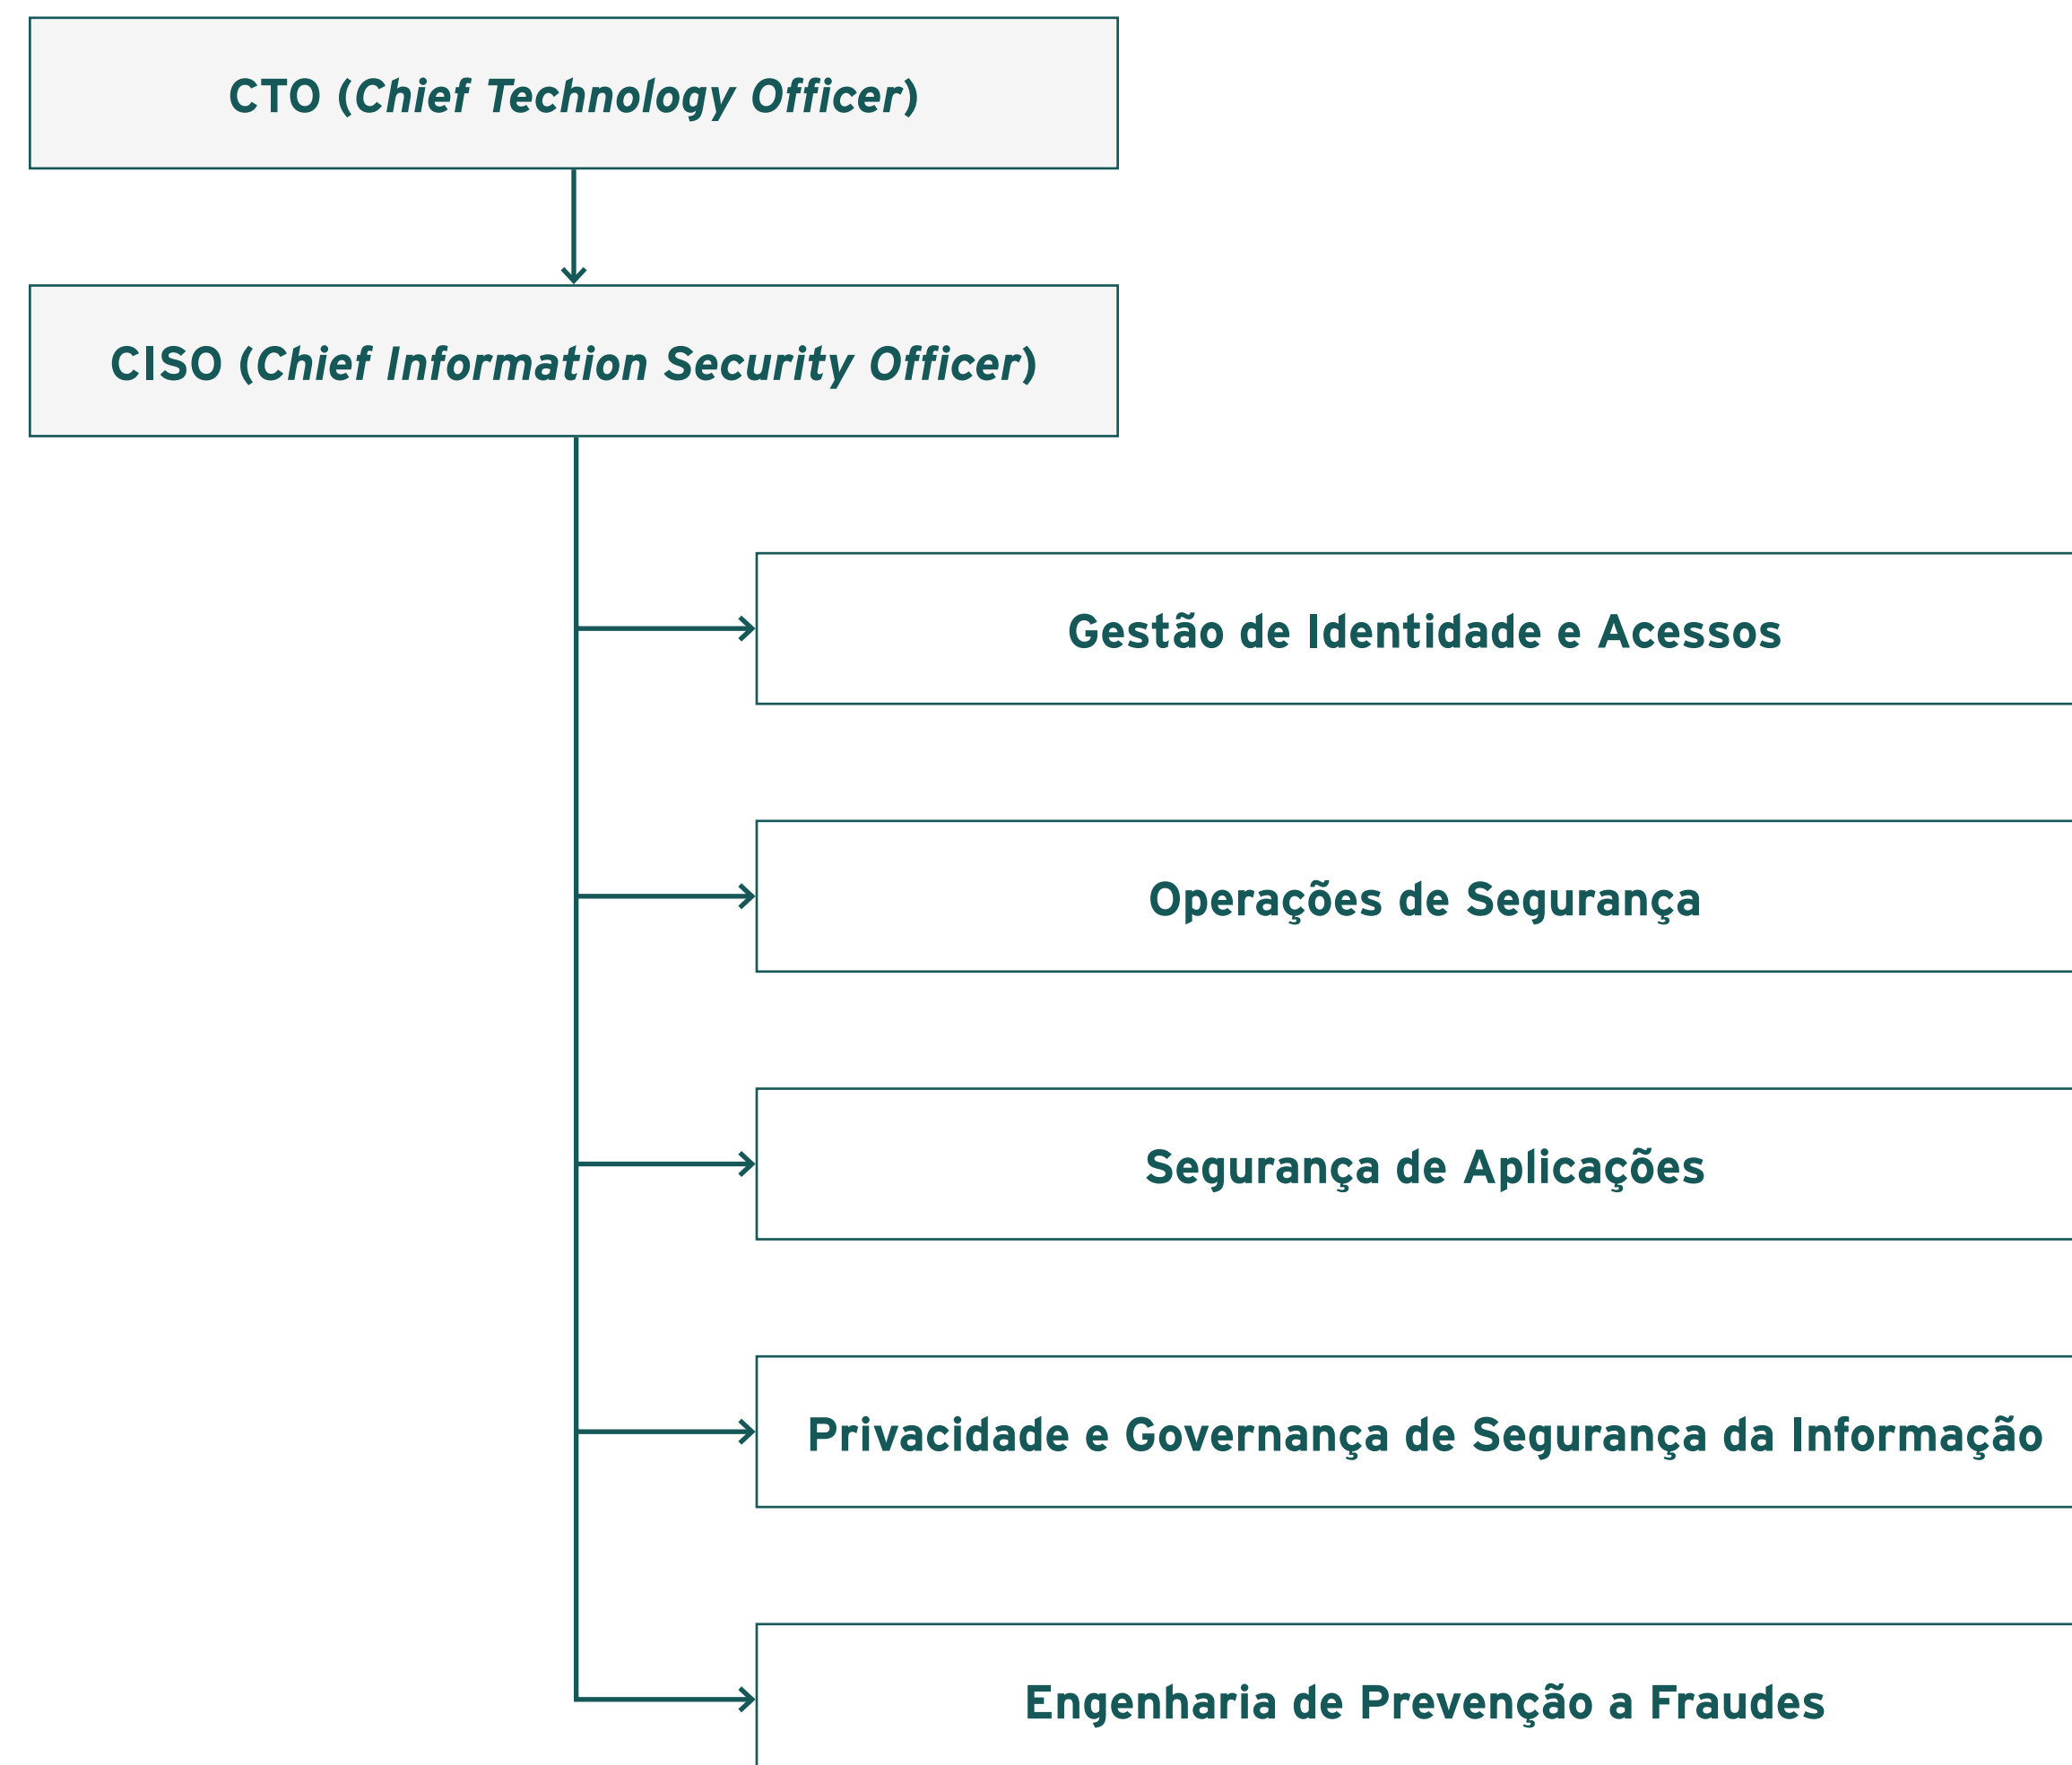 CTO (Chief Technology Officer)
CISO (Chief Information Security Officer)
Gestão de Identidade e Acessos
Operações de Segurança
Segurança de Aplicações
Privacidade e Governança de Segurança da Informação
Engenharia de Prevenção a Fraudes